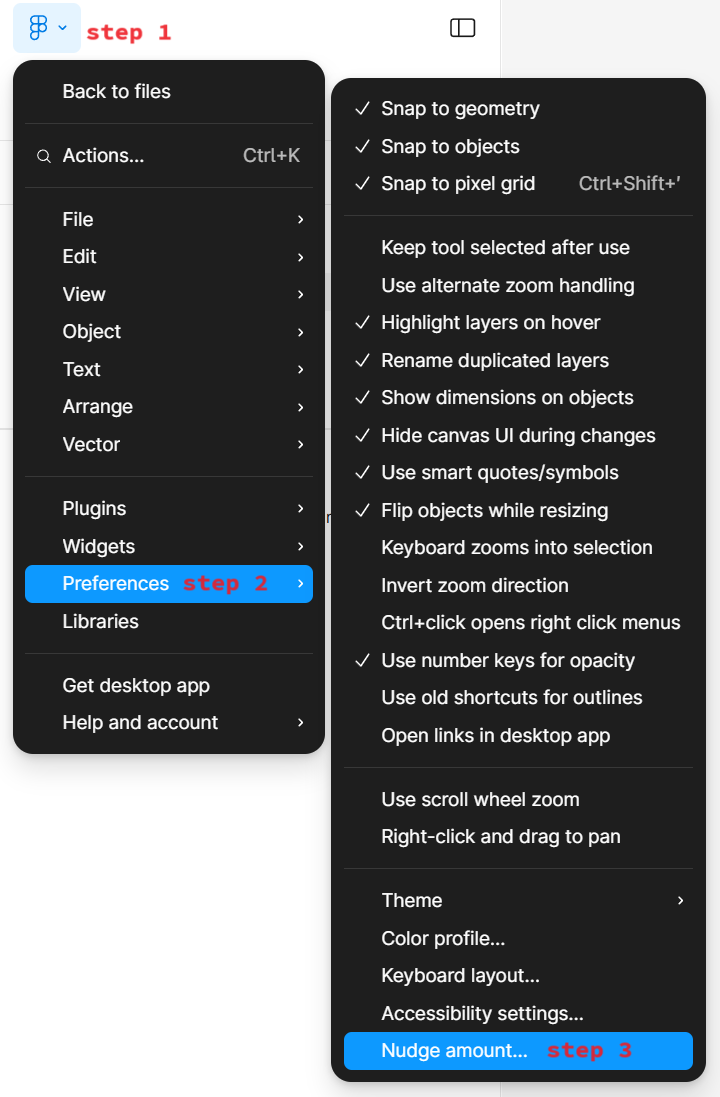 step 1
Back to files
Actions... Ctrl+K
File
Edit
View
Object
Text
Arrange
Vector
Plugins
Widgets
Preferences step 2
Libraries
Get desktop app
Help and account
Snap to geometry
Snap to objects
Snap to pixel grid Ctrl+Shift+'
Keep tool selected after use
Use alternate zoom handling
Highlight layers on hover
Rename duplicated layers
Show dimensions on objects
Hide canvas UI during changes
Use smart quotes/symbols
Flip objects while resizing
Keyboard zooms into selection
Invert zoom direction
Ctrl+click opens right click menus
Use number keys for opacity
Use old shortcuts for outlines
Open links in desktop app
Use scroll wheel zoom
Right-click and drag to pan
Theme
Color profile...
Keyboard layout...
Accessibility settings...
Nudge amount... step 3